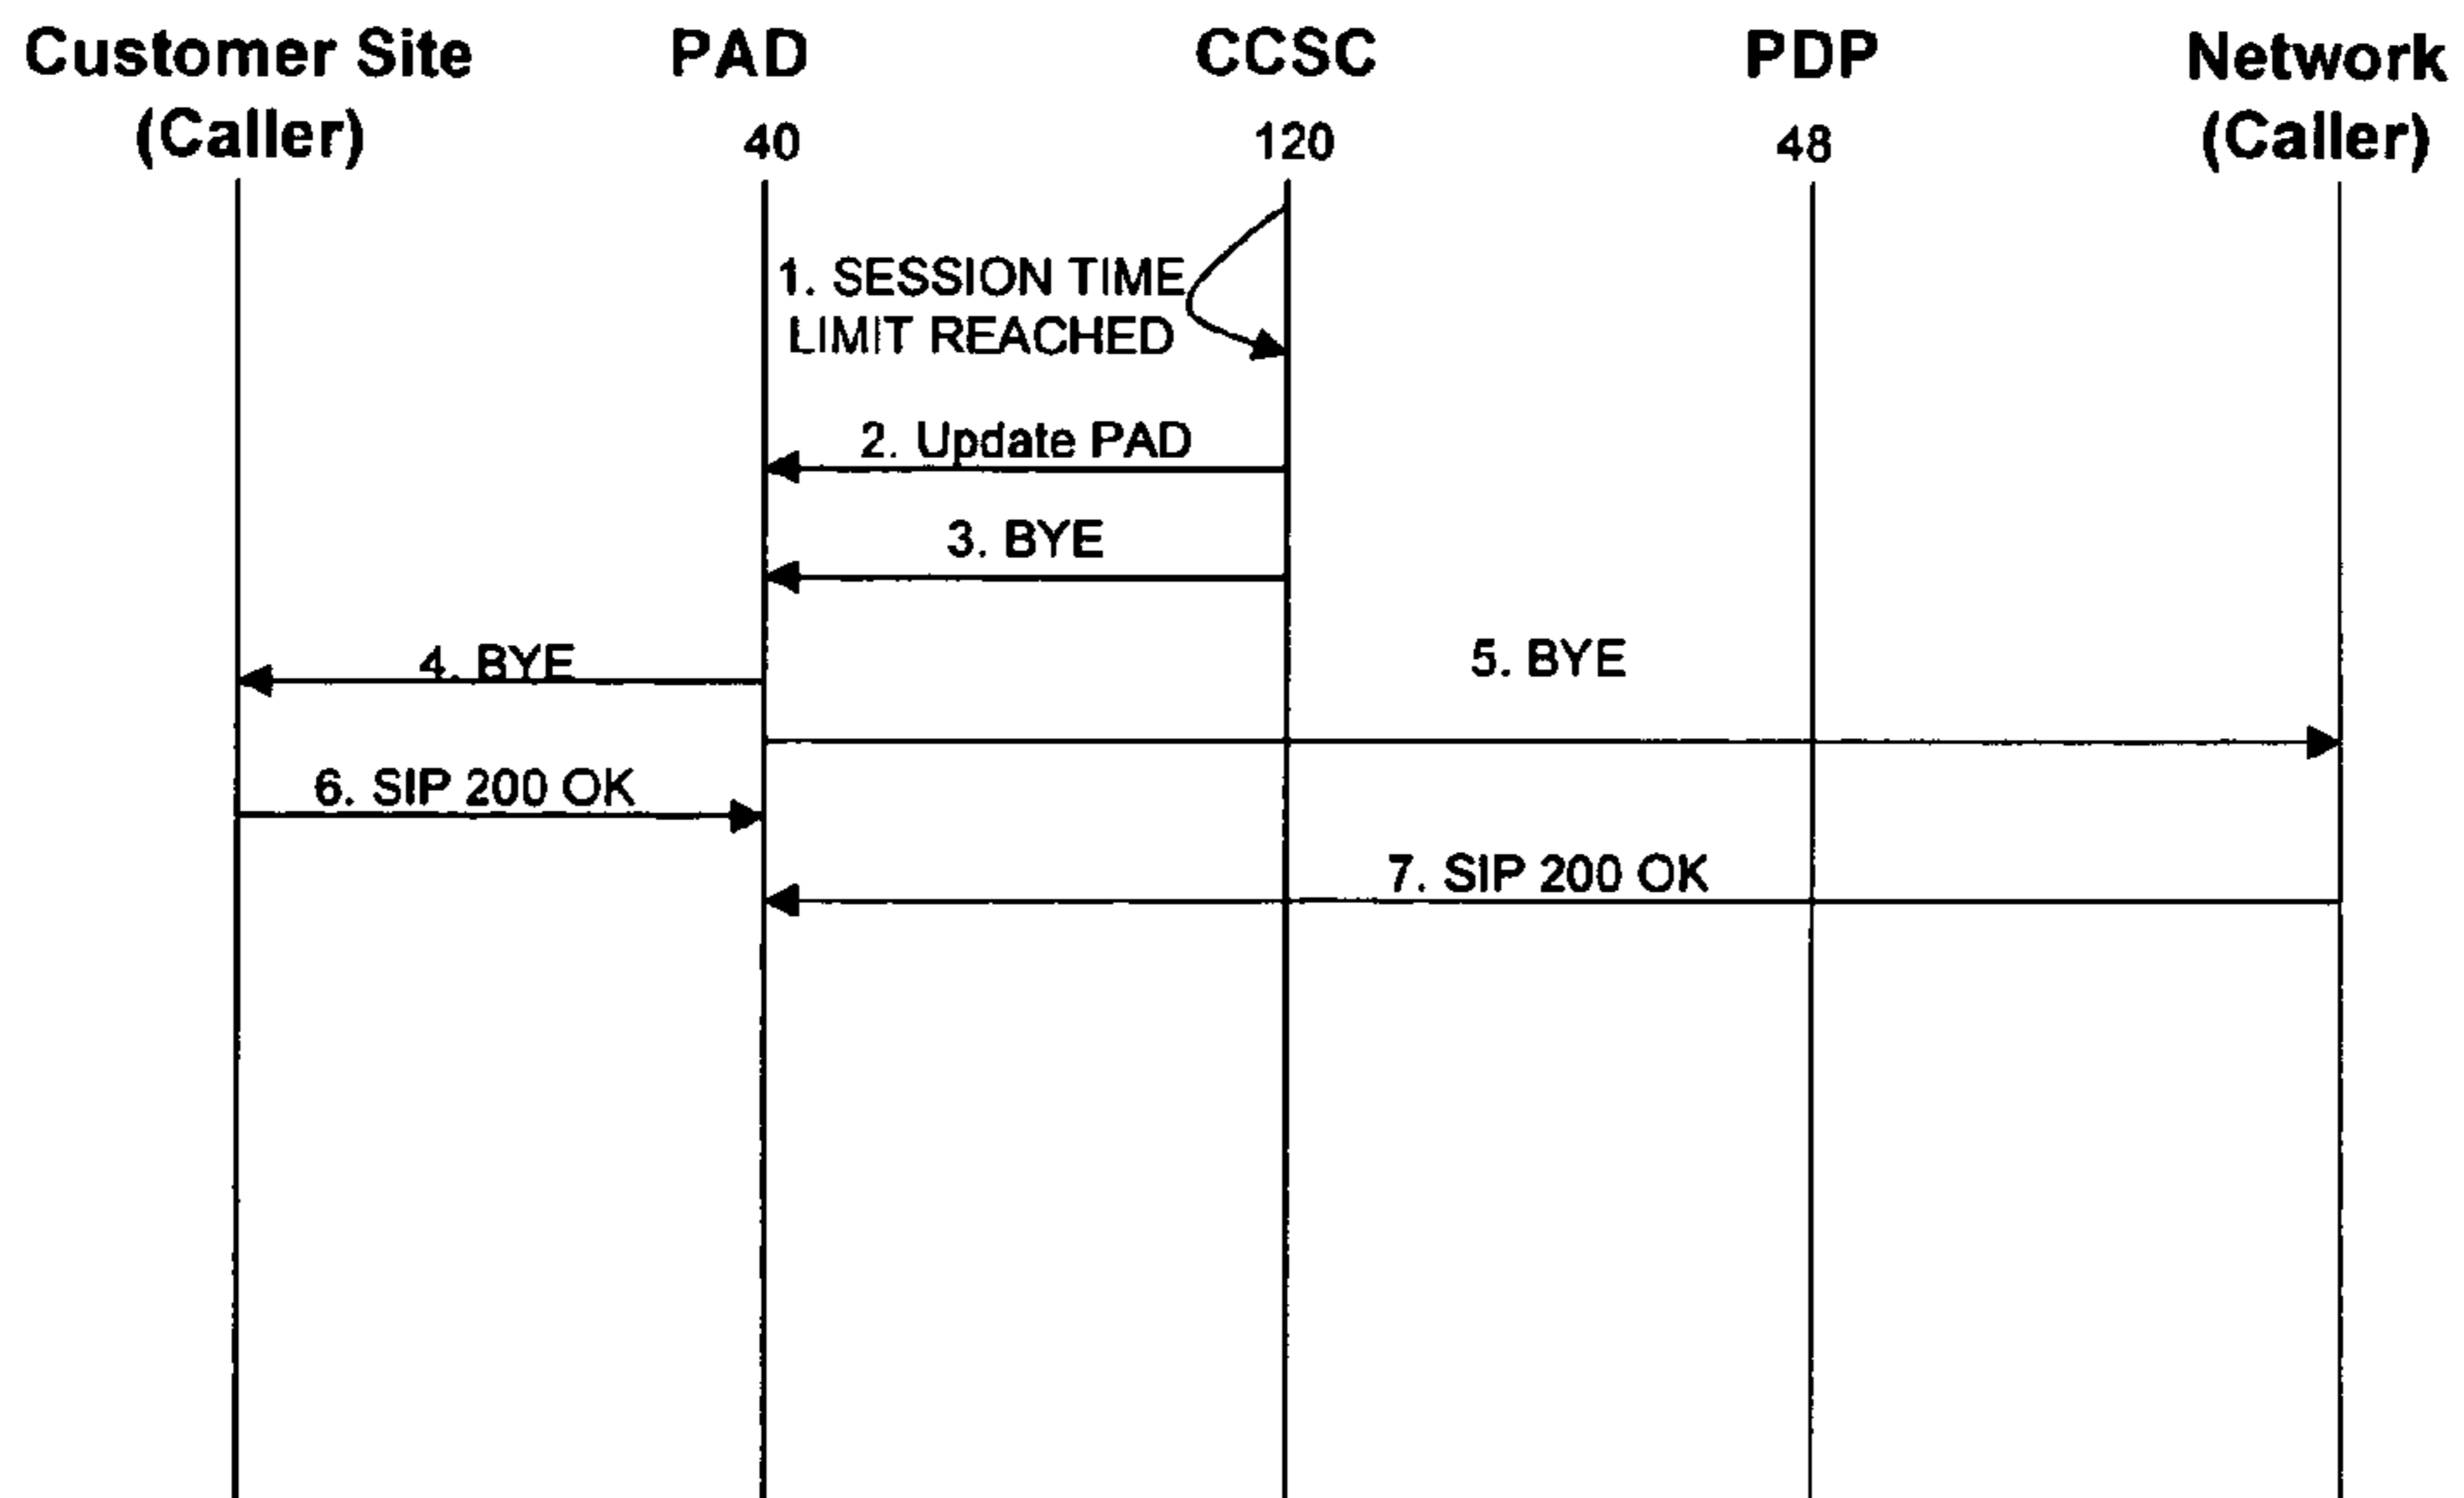 Customer Site
(Caller)
PAD
40
CCSC
120
PDP
48
Network
(Caller)
1. SESSION TIME
LIMIT REACHED
2. Update PAD
3. BYE
4. BYE
5. BYE
6. SIP 200 OK
7. SIP 200 OK